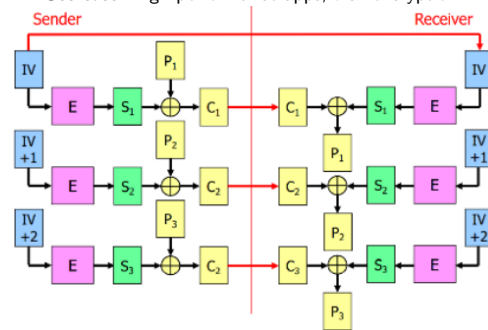 Sender Receiver
P1
IV E S1 C1 C1 S1 E IV
P1
P2
IV +1 E S2 C2 C2 S2 E IV +1
P2
P3
IV +2 E S3 C2 C3 S3 E IV +2
P3